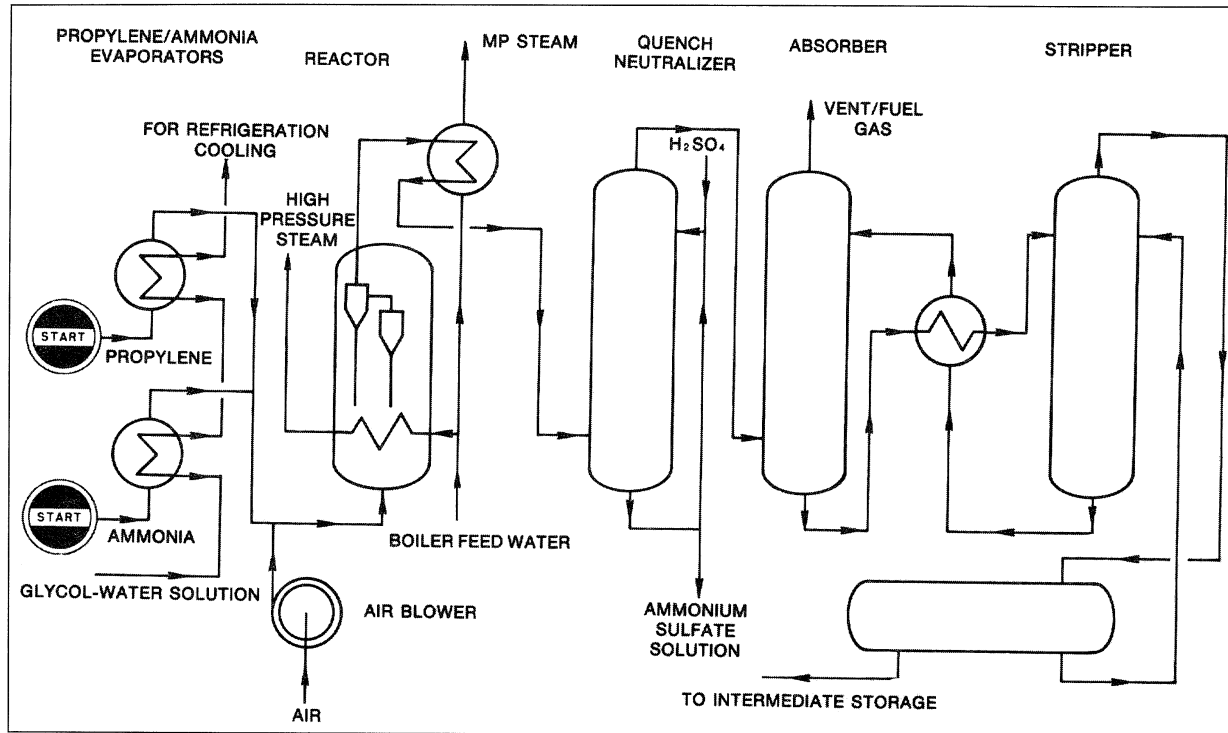 PROPYLENE/AMMONIA
EVAPORATORS
REACTOR
MP STEAM
QUENCH
NEUTRALIZER
ABSORBER
STRIPPER
FOR REFRIGERATION
COOLING
VENT/FUEL
GAS
H₂SO₄
HIGH
PRESSURE
STEAM
START
PROPYLENE
START
AMMONIA
GLYCOL-WATER SOLUTION
BOILER FEED WATER
AIR BLOWER
AIR
AMMONIUM
SULFATE
SOLUTION
TO INTERMEDIATE STORAGE